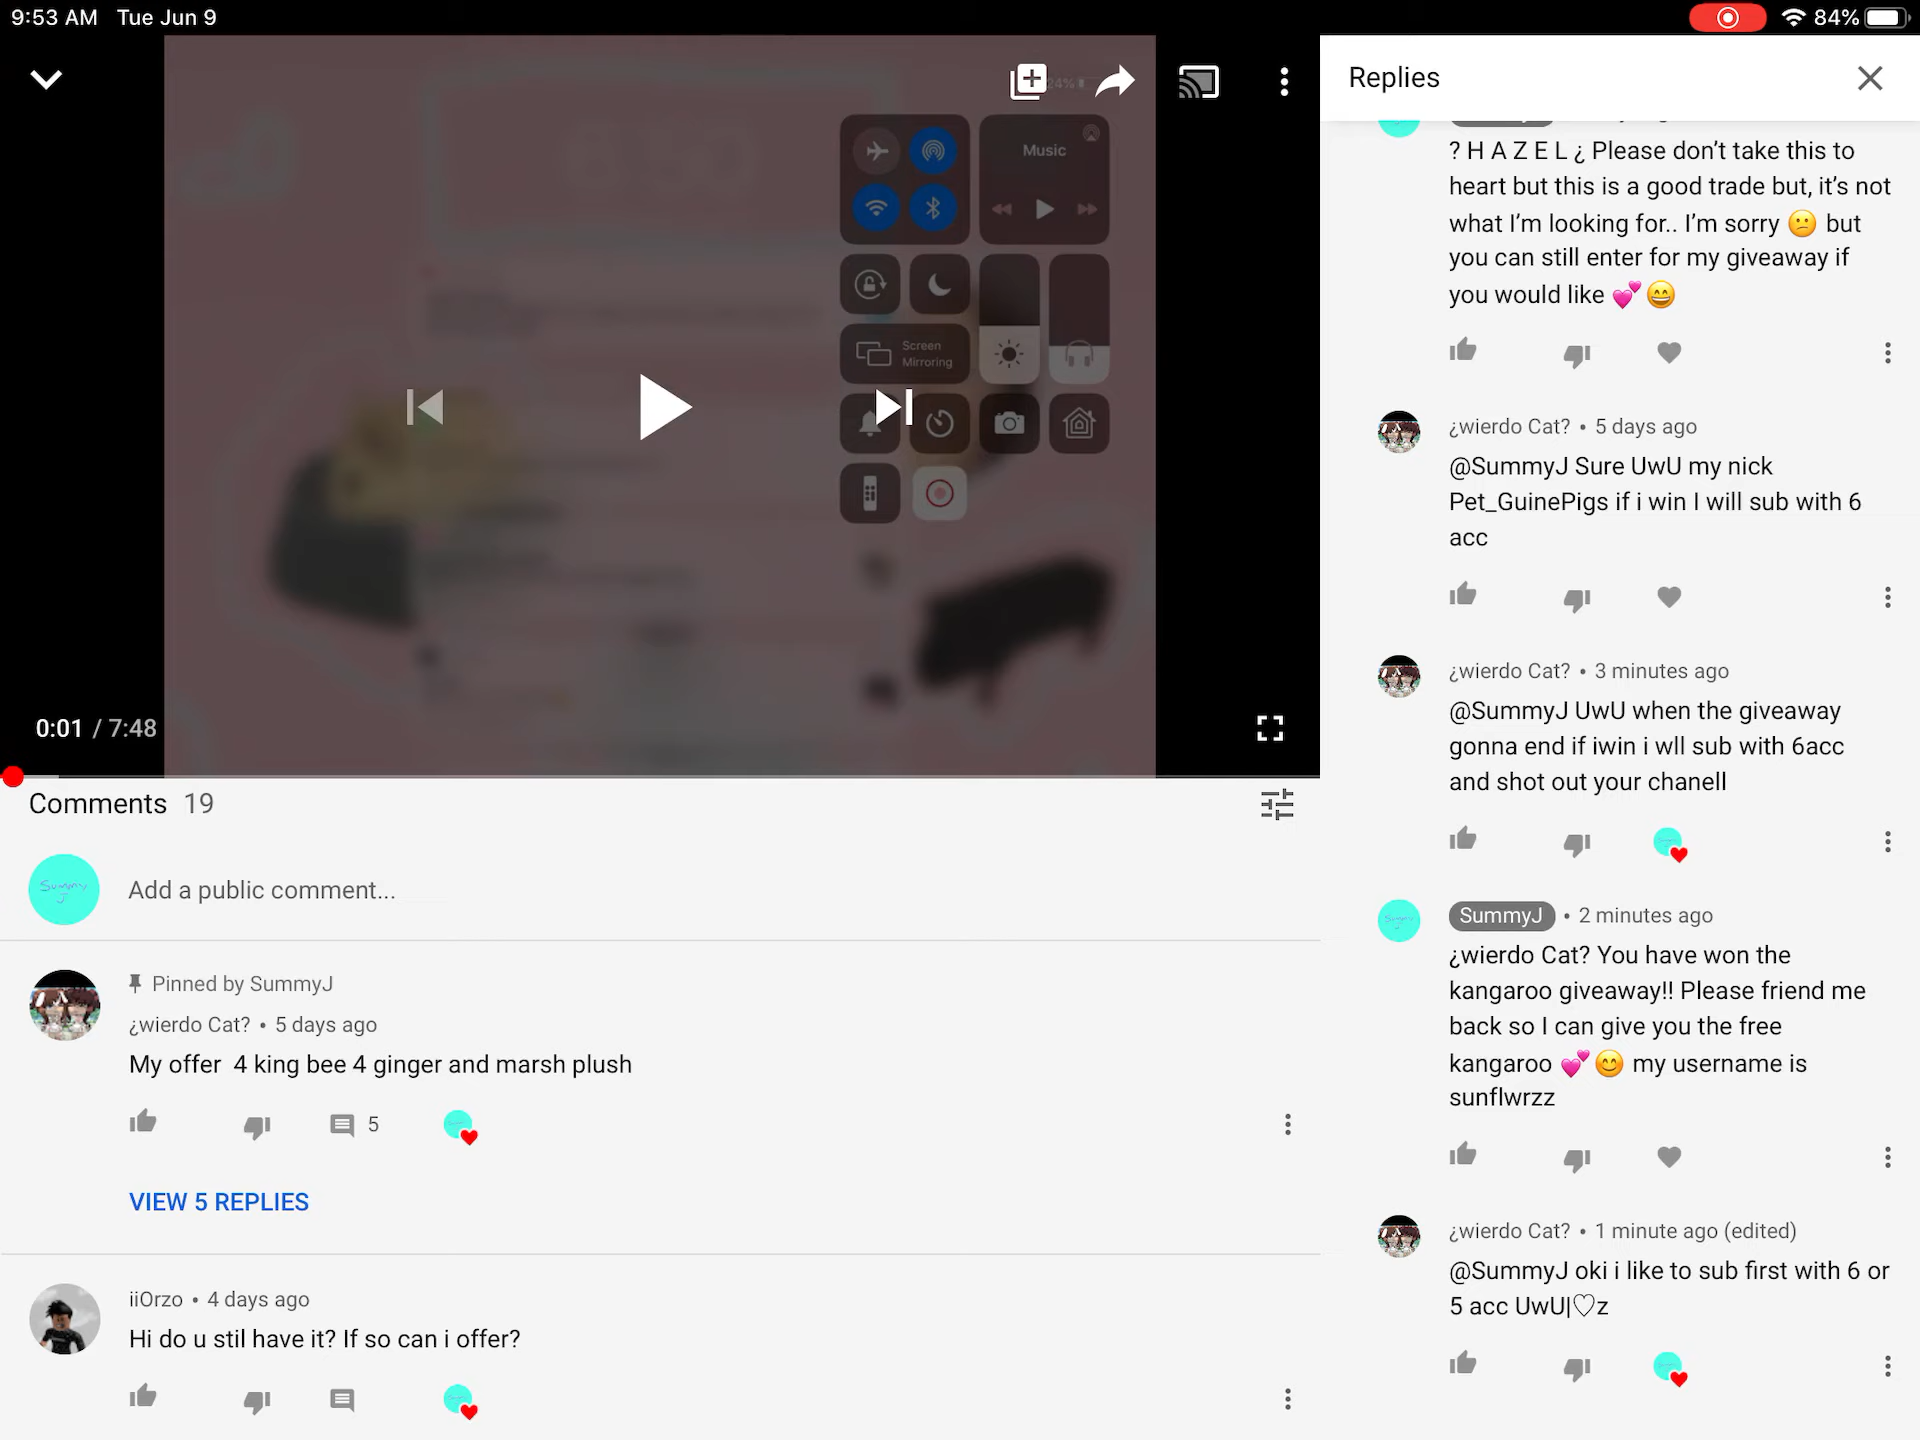 9:53 AM Tue Jun 9
84%
24%
Music
Screen
Mirroring
0:01 / 7:48
Comments 19
Summy
J
Add a public comment...
Pinned by SummyJ
¿wierdo Cat? • 5 days ago
My offer 4 king bee 4 ginger and marsh plush
5
VIEW 5 REPLIES
iiOrzo • 4 days ago
Hi do u stil have it? If so can i offer?
Replies
? H A Z E L ¿ Please don’t take this to
heart but this is a good trade but, it’s not
what I’m looking for.. I’m sorry 😕 but
you can still enter for my giveaway if
you would like 💕 😄
¿wierdo Cat? • 5 days ago
@SummyJ Sure UwU my nick
Pet_GuinePigs if i win I will sub with 6
acc
¿wierdo Cat? • 3 minutes ago
@SummyJ UwU when the giveaway
gonna end if iwin i wll sub with 6acc
and shot out your chanell
SummyJ • 2 minutes ago
¿wierdo Cat? You have won the
kangaroo giveaway!! Please friend me
back so I can give you the free
kangaroo 💕 😊 my username is
sunflwrzz
¿wierdo Cat? • 1 minute ago (edited)
@SummyJ oki i like to sub first with 6 or
5 acc UwU|♡z